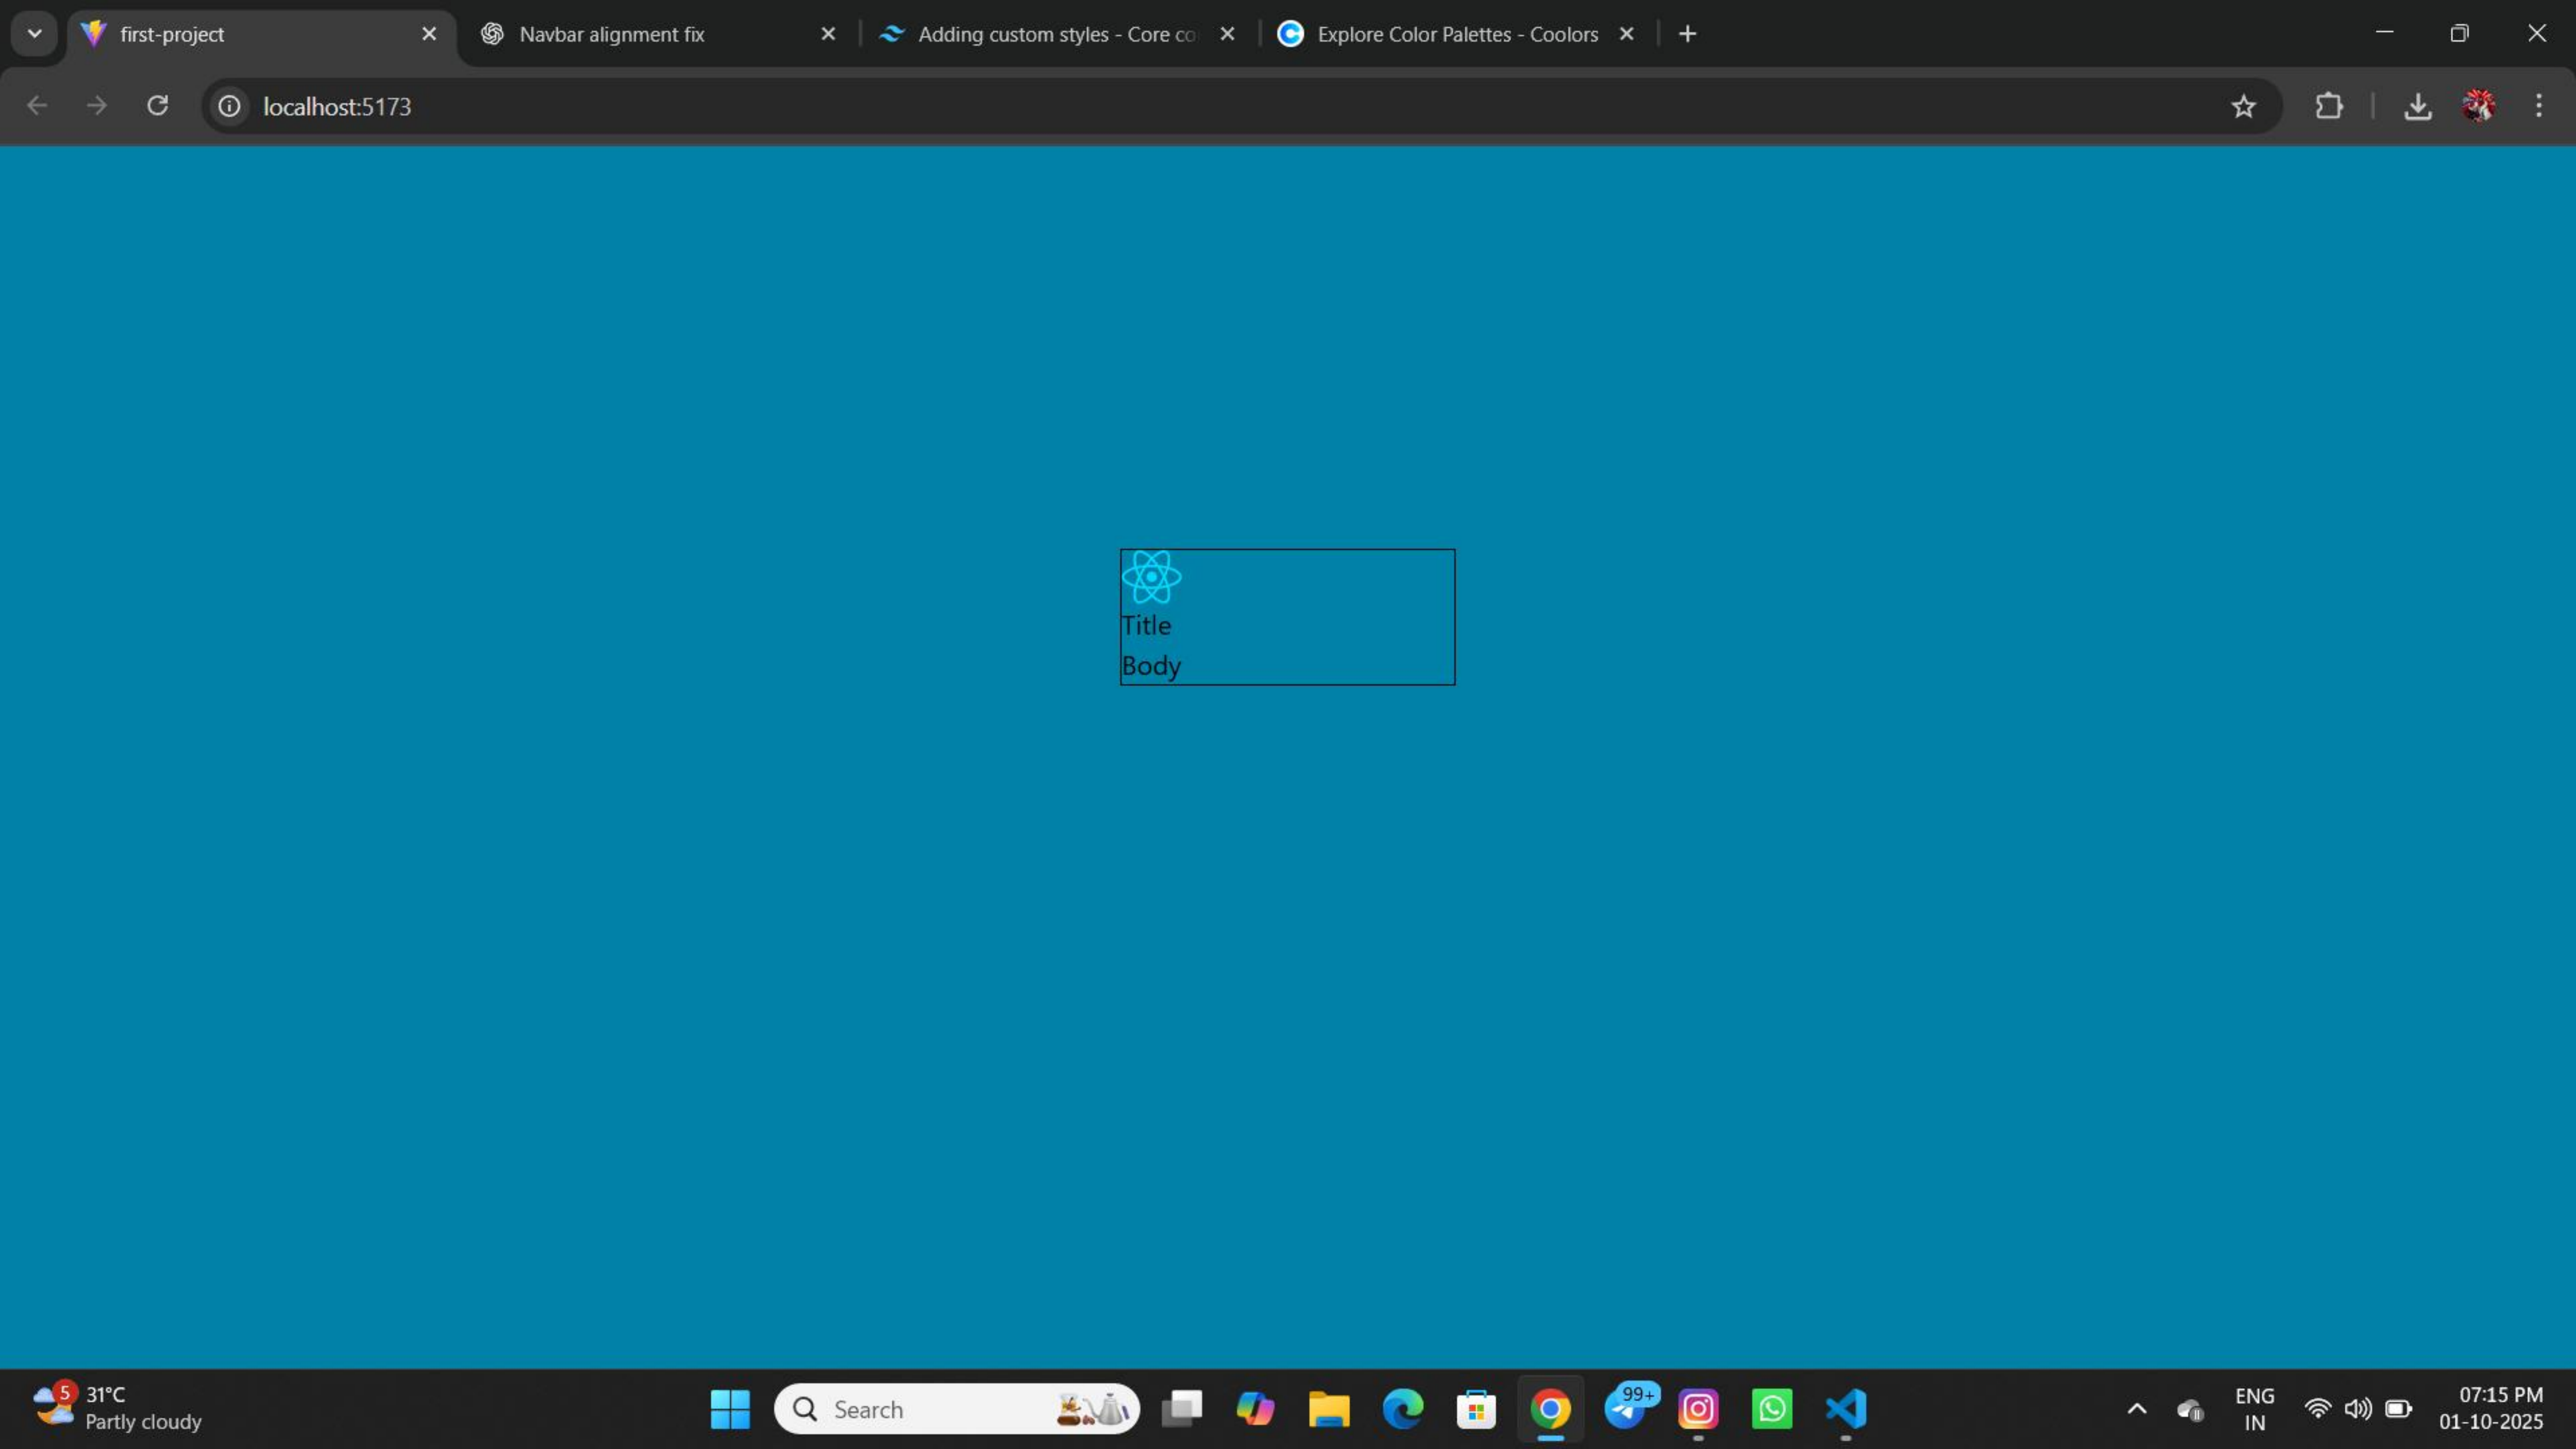 first-project
Navbar alignment fix
Adding custom styles - Core co
Explore Color Palettes - Coolors
localhost:5173
Title
Body
5
31°C
Partly cloudy
Search
99+
ENG
IN
07:15 PM
01-10-2025